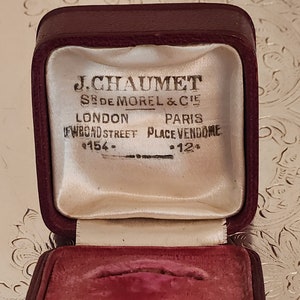 J. CHAUMET
SR DE MOREL & CIE
LONDON PARIS
NEW BOND STREET PLACE VENDOME
•154• •12•